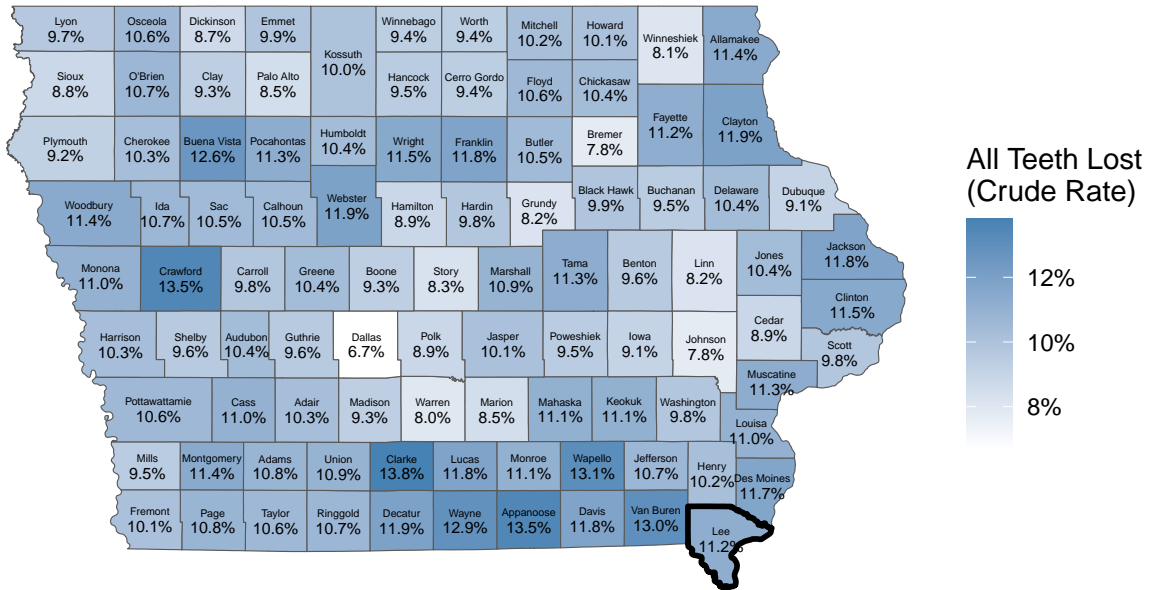 Lyon
9.7%
Osceola
10.6%
Dickinson
8.7%
Emmet
9.9%
Kossuth
10.0%
Winnebago
9.4%
Worth
9.4%
Mitchell
10.2%
Howard
10.1%
Winneshiek
8.1%
Allamakee
11.4%
Sioux
8.8%
O'Brien
10.7%
Clay
9.3%
Palo Alto
8.5%
Hancock
9.5%
Cerro Gordo
9.4%
Floyd
10.6%
Chickasaw
10.4%
Fayette
11.2%
Clayton
11.9%
Plymouth
9.2%
Cherokee
10.3%
Buena Vista
12.6%
Pocahontas
11.3%
Humboldt
10.4%
Wright
11.5%
Franklin
11.8%
Butler
10.5%
Bremer
7.8%
Woodbury
11.4%
Ida
10.7%
Sac
10.5%
Calhoun
10.5%
Webster
11.9%
Hamilton
8.9%
Hardin
9.8%
Grundy
8.2%
Black Hawk
9.9%
Buchanan
9.5%
Delaware
10.4%
Dubuque
9.1%
Monona
11.0%
Crawford
13.5%
Carroll
9.8%
Greene
10.4%
Boone
9.3%
Story
8.3%
Marshall
10.9%
Tama
11.3%
Benton
9.6%
Linn
8.2%
Jones
10.4%
Jackson
11.8%
Clinton
11.5%
Harrison
10.3%
Shelby
9.6%
Audubon
10.4%
Guthrie
9.6%
Dallas
6.7%
Polk
8.9%
Jasper
10.1%
Poweshiek
9.5%
Iowa
9.1%
Johnson
7.8%
Cedar
8.9%
Scott
9.8%
Muscatine
11.3%
Pottawattamie
10.6%
Cass
11.0%
Adair
10.3%
Madison
9.3%
Warren
8.0%
Marion
8.5%
Mahaska
11.1%
Keokuk
11.1%
Washington
9.8%
Louisa
11.0%
Mills
9.5%
Montgomery
11.4%
Adams
10.8%
Union
10.9%
Clarke
13.8%
Lucas
11.8%
Monroe
11.1%
Wapello
13.1%
Jefferson
10.7%
Henry
10.2%
Des Moines
11.7%
Fremont
10.1%
Page
10.8%
Taylor
10.6%
Ringgold
10.7%
Decatur
11.9%
Wayne
12.9%
Appanoose
13.5%
Davis
11.8%
Van Buren
13.0%
Lee
11.2%
All Teeth Lost
(Crude Rate)
12%
10%
8%